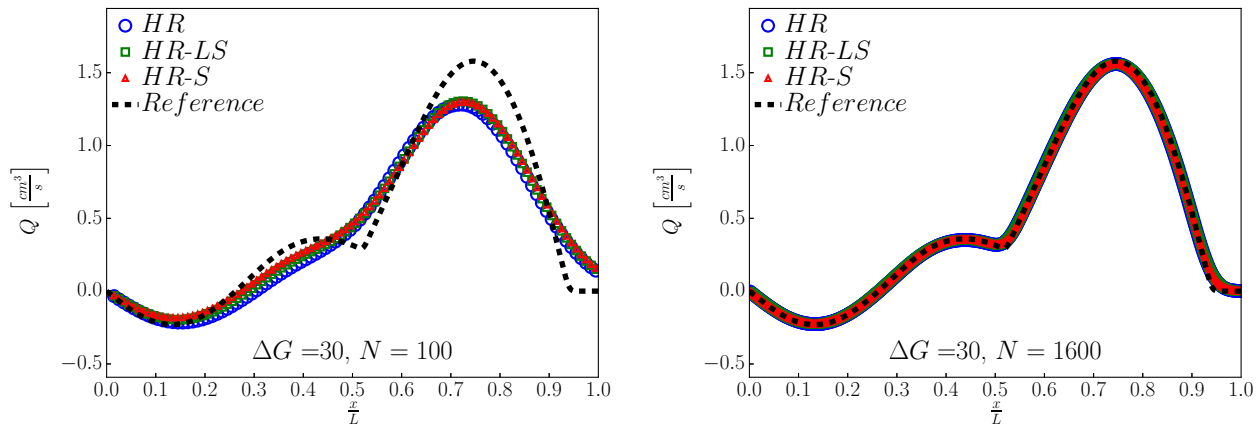 HR
HR-LS
HR-S
Reference
1.5
1.0
0.5
0.0
−0.5
Q [cm³/s]
ΔG =30, N = 100
0.0 0.1 0.2 0.3 0.4 0.5 0.6 0.7 0.8 0.9 1.0
x/L
HR
HR-LS
HR-S
Reference
1.5
1.0
0.5
0.0
−0.5
Q [cm³/s]
ΔG =30, N = 1600
0.0 0.1 0.2 0.3 0.4 0.5 0.6 0.7 0.8 0.9 1.0
x/L